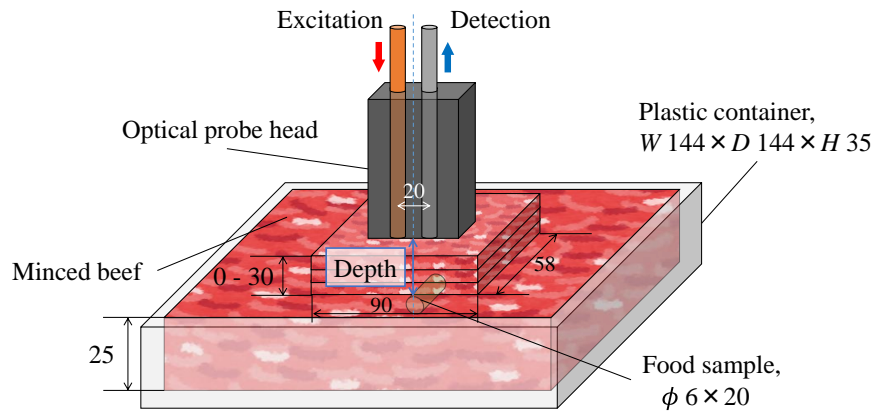 Excitation
Detection
Optical probe head
Plastic container,
W 144 × D 144 × H 35
20
Minced beef
0 - 30
Depth
58
90
25
Food sample,
ϕ 6 × 20